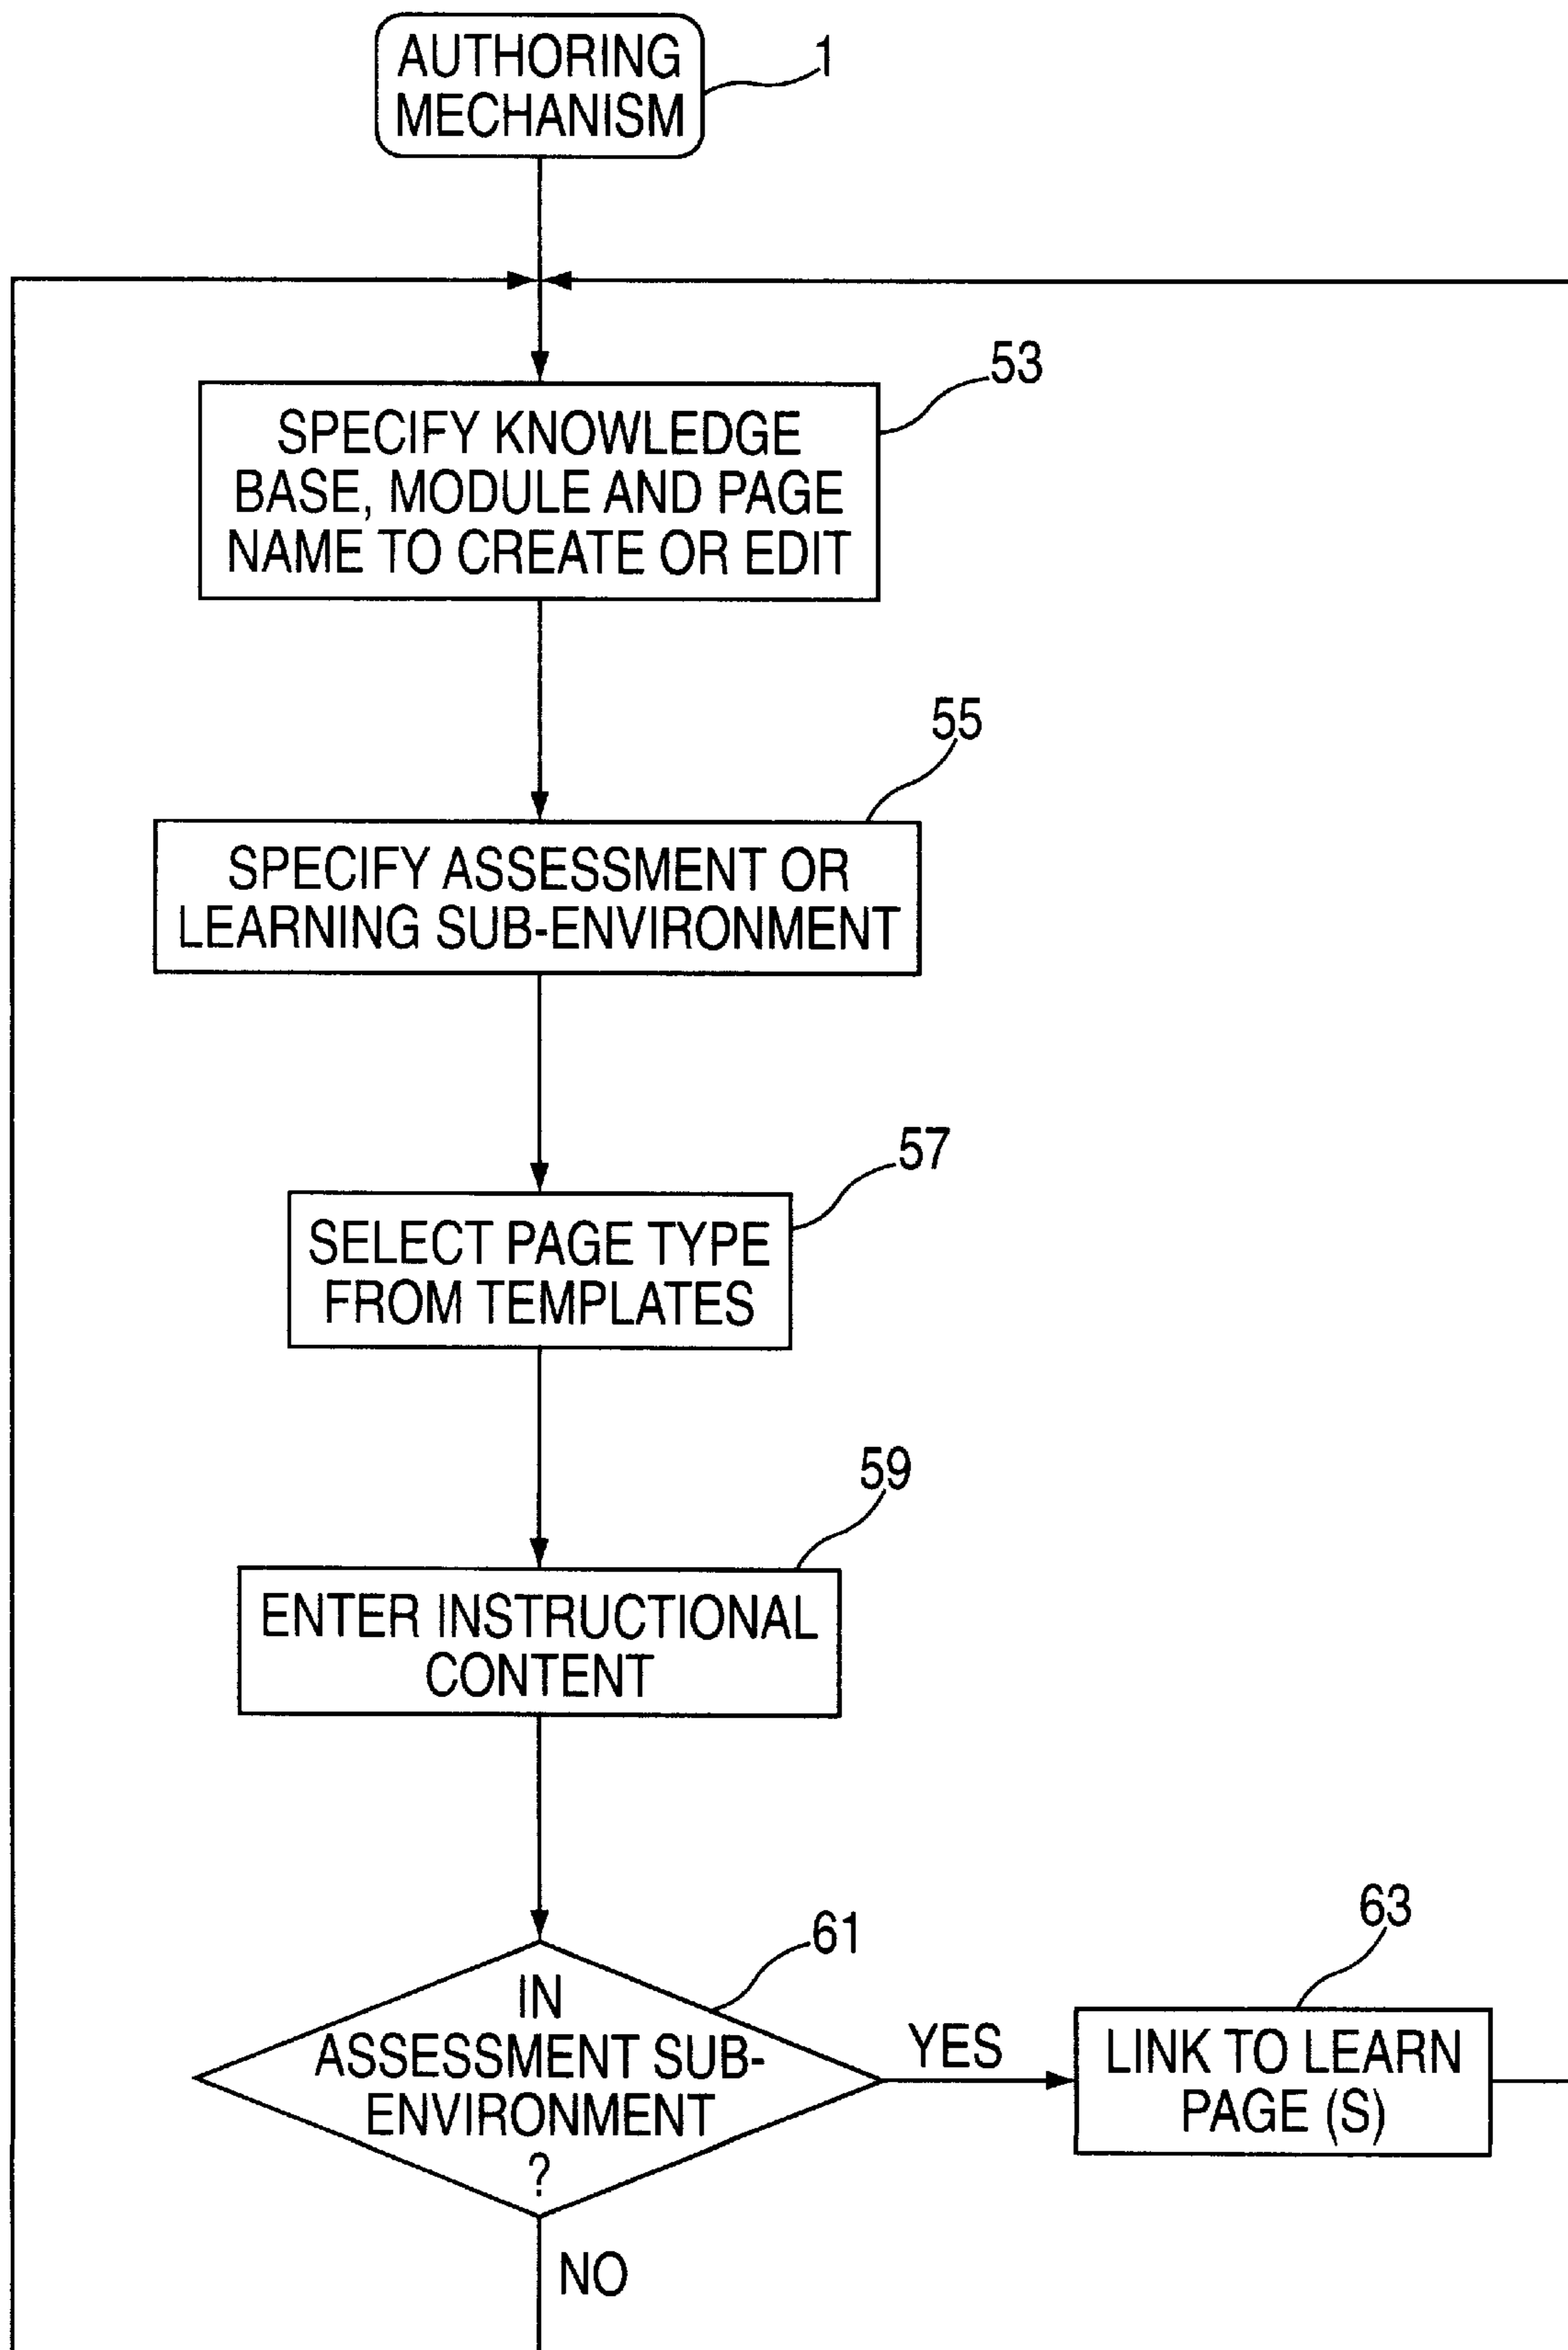 AUTHORING
MECHANISM
1
53
SPECIFY KNOWLEDGE
BASE, MODULE AND PAGE
NAME TO CREATE OR EDIT
55
SPECIFY ASSESSMENT OR
LEARNING SUB-ENVIRONMENT
57
SELECT PAGE TYPE
FROM TEMPLATES
59
ENTER INSTRUCTIONAL
CONTENT
61
IN
ASSESSMENT SUB-
ENVIRONMENT
?
YES
63
LINK TO LEARN
PAGE (S)
NO